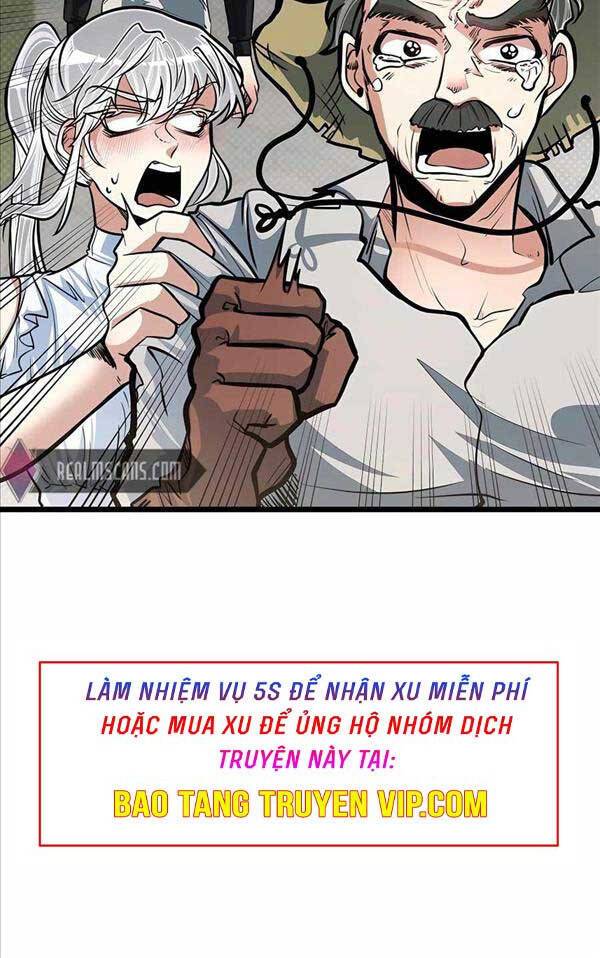 REALMSCANS.COM
LÀM NHIỆM VỤ 5S ĐỂ NHẬN XU MIỄN PHÍ
HOẶC MUA XU ĐỂ ỦNG HỘ NHÓM DỊCH
TRUYỆN NÀY TẠI:
BAO TANG TRUYEN VIP.COM